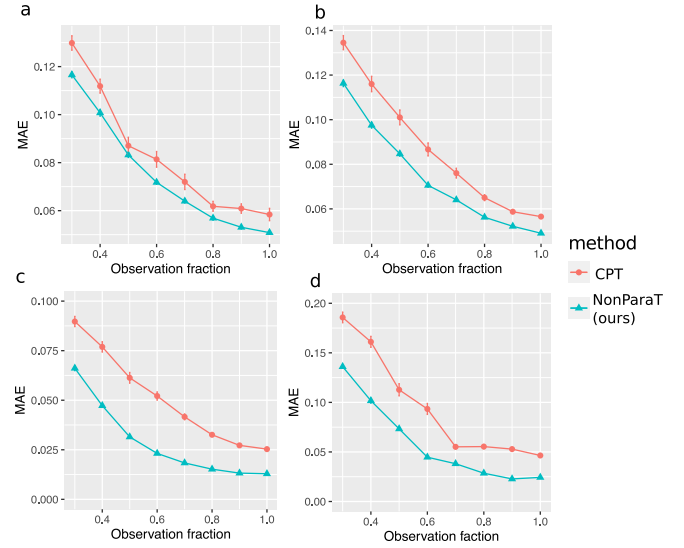 a
0.12
0.10
0.08
0.06
MAE
0.4
0.6
0.8
1.0
Observation fraction
b
0.14
0.12
0.10
0.08
0.06
MAE
0.4
0.6
0.8
1.0
Observation fraction
c
0.100
0.075
0.050
0.025
0.000
MAE
0.4
0.6
0.8
1.0
Observation fraction
d
0.20
0.15
0.10
0.05
0.00
MAE
0.4
0.6
0.8
1.0
Observation faction
method
CPT
NonParaT
(ours)